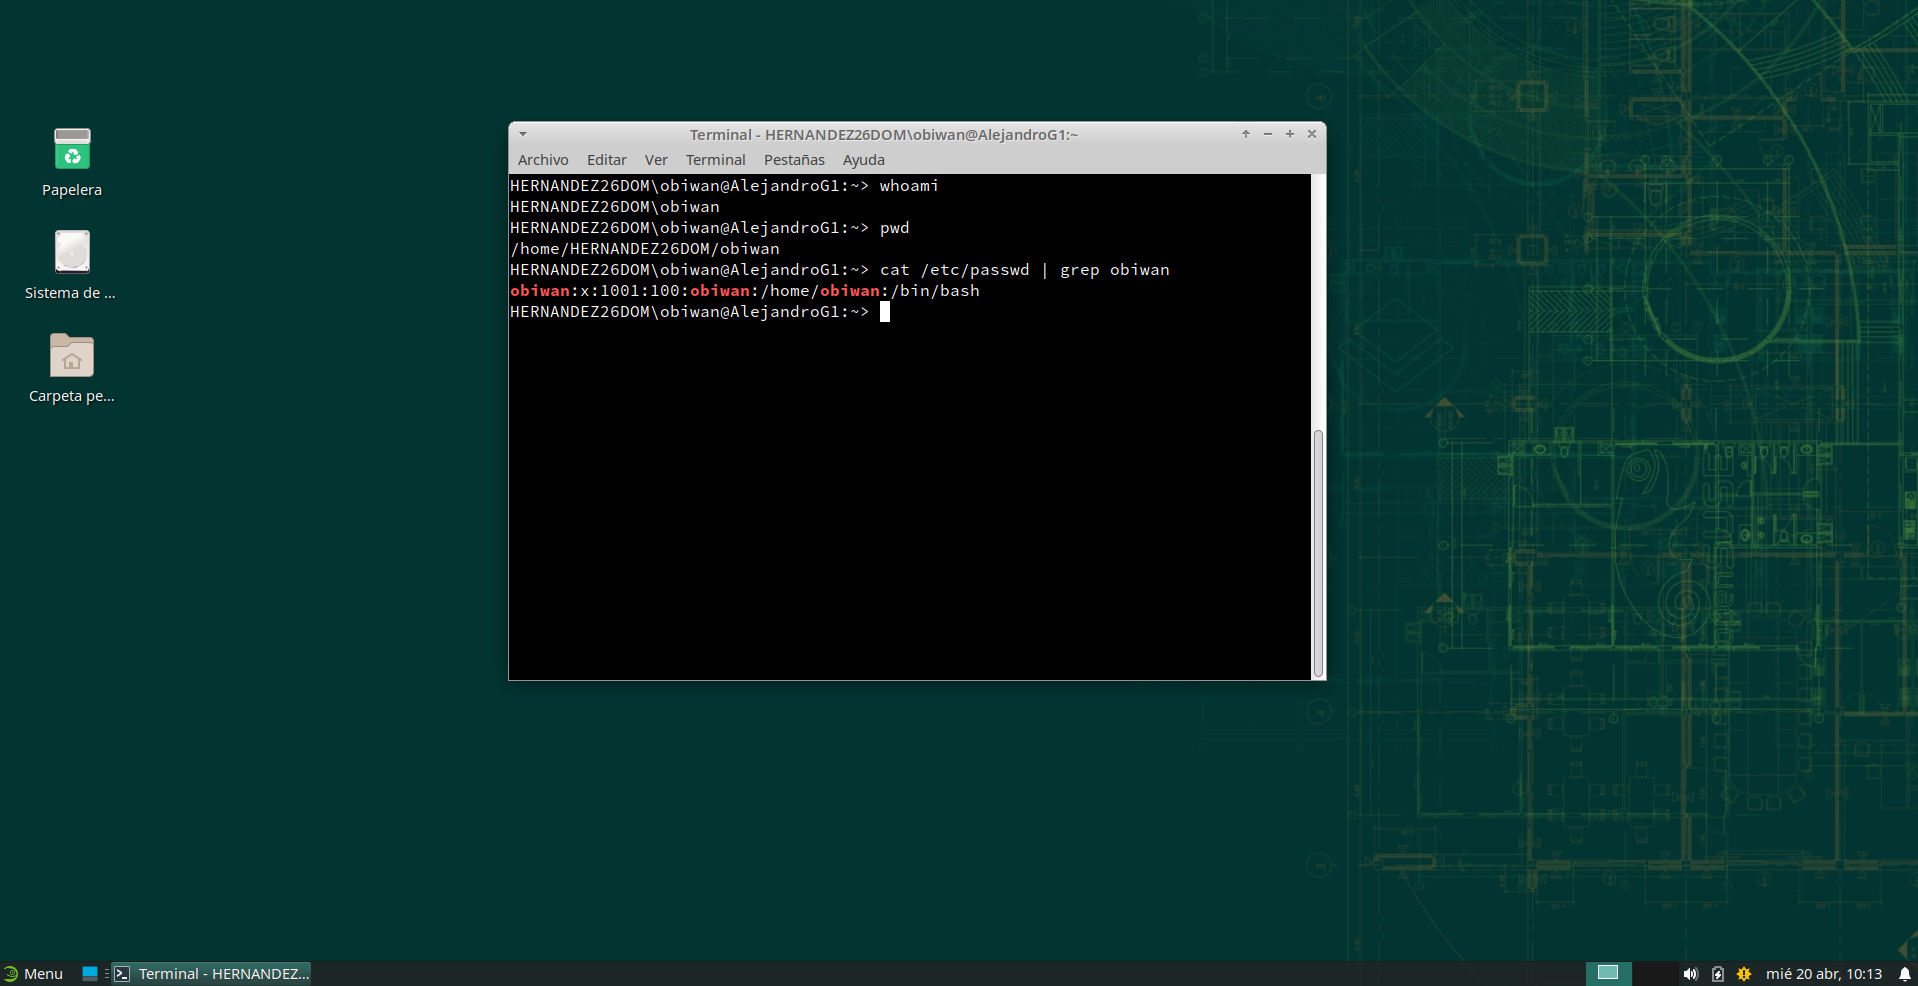 Papelera
Sistema de ...
Carpeta pe...
Terminal - HERNANDEZ26DOM\obiwan@AlejandroG1:~
Archivo Editar Ver Terminal Pestañas Ayuda
HERNANDEZ26DOM\obiwan@AlejandroG1:~> whoami
HERNANDEZ26DOM\obiwan
HERNANDEZ26DOM\obiwan@AlejandroG1:~> pwd
/home/HERNANDEZ26DOM/obiwan
HERNANDEZ26DOM\obiwan@AlejandroG1:~> cat /etc/passwd | grep obiwan
obiwan:x:1001:100:obiwan:/home/obiwan:/bin/bash
HERNANDEZ26DOM\obiwan@AlejandroG1:~>
openSUSE
Menu
Terminal - HERNANDEZ...
mié 20 abr, 10:13